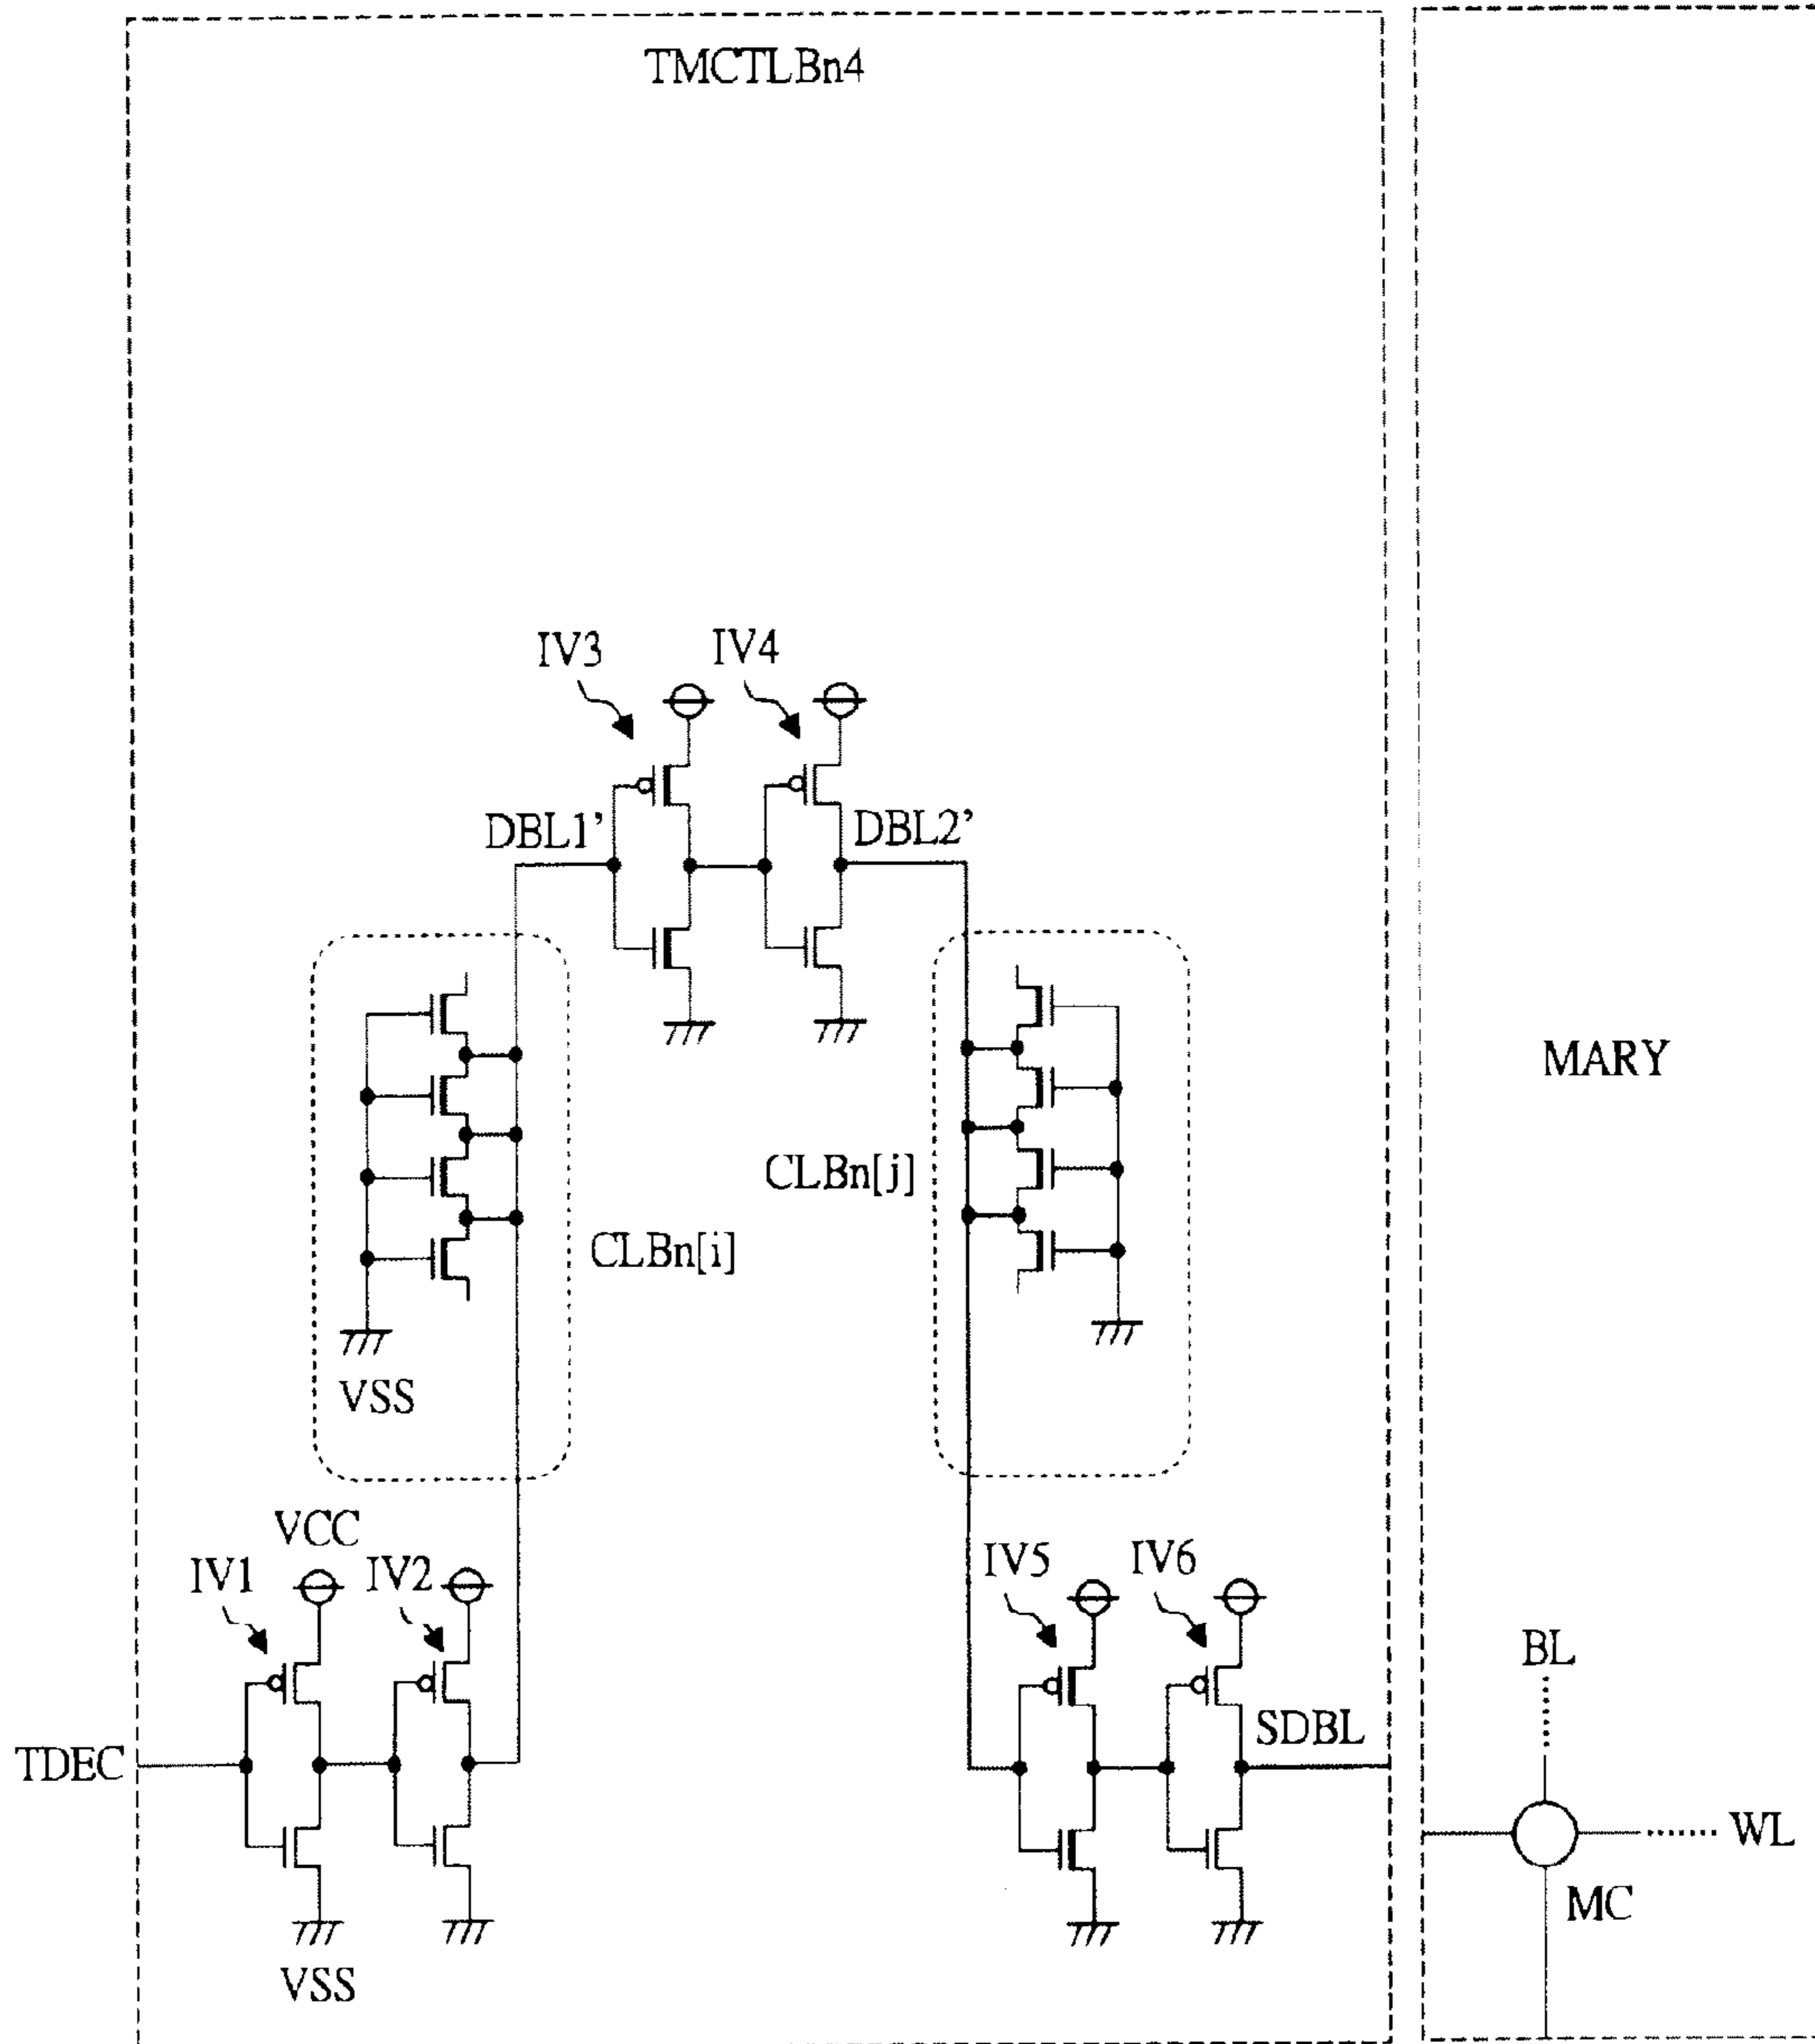 TMCTLBn4
IV3
IV4
DBL1’
DBL2’
MARY
CLBn[j]
CLBn[i]
VSS
VCC
IV1
IV2
IV5
IV6
BL
SDBL
TDEC
WL
MC
VSS